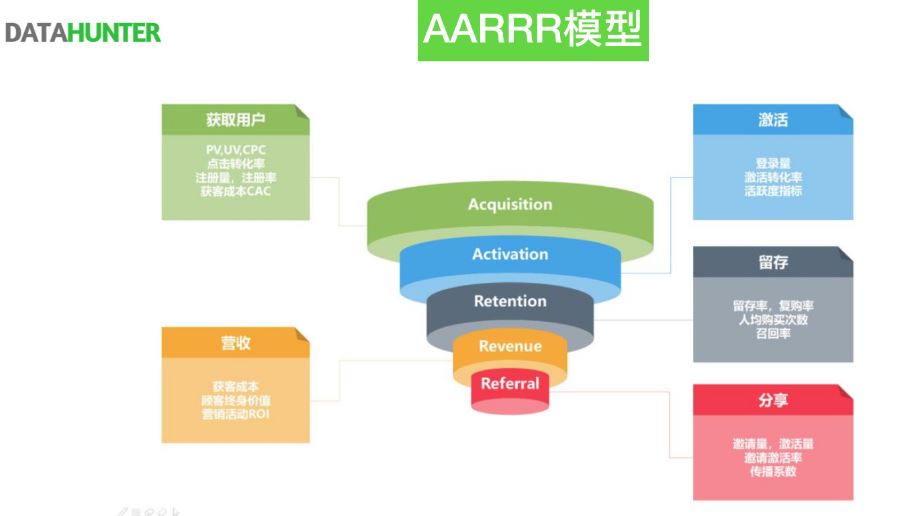 DATAHUNTER
AARRR模型
获取用户
PV,UV,CPC
点击转化率
注册量，注册率
获客成本CAC
激活
登录量
激活转化率
活跃度指标
Acquisition
Activation
Retention
Revenue
Referral
留存
留存率，复购率
人均购买次数
召回率
营收
获客成本
顾客终身价值
营销活动ROI
分享
邀请量，激活量
邀请激活率
传播系数